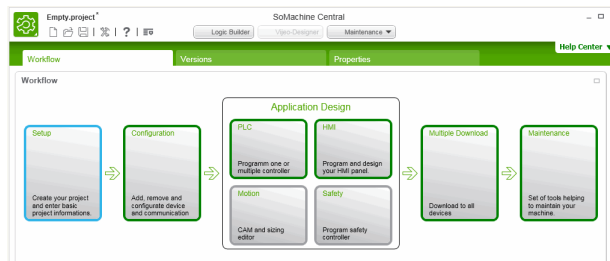 Empty.project*
SoMachine Central
Logic Builder
Vijeo-Designer
Maintenance
Help Center
Workflow
Versions
Properties
Workflow
Application Design
Setup
Create your project
and enter basic
project informations.
Configuration
Add, remove and
configurate device
and communication
PLC
Programm one or
multiple controller
HMI
Program and design
your HMI panel.
Motion
CAM and sizing
editor
Safety
Program safety
controller
Multiple Download
Download to all
devices
Maintenance
Set of tools helping
to maintain your
machine.